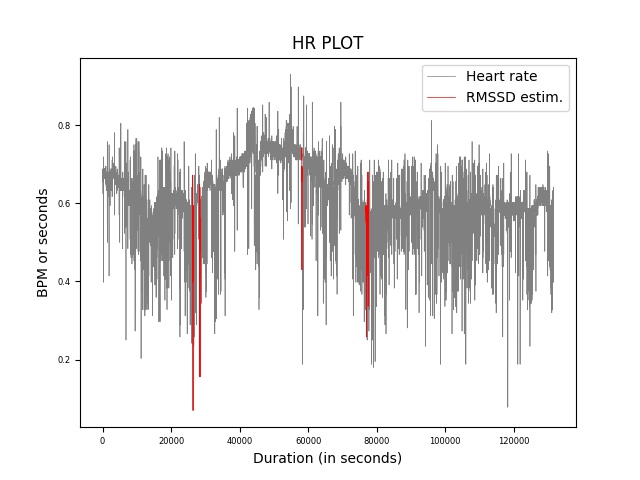 HR PLOT
Heart rate
RMSSD estim.
BPM or seconds
0.8
0.6
0.4
0.2
0 20000 40000 60000 80000 100000 120000
Duration (in seconds)